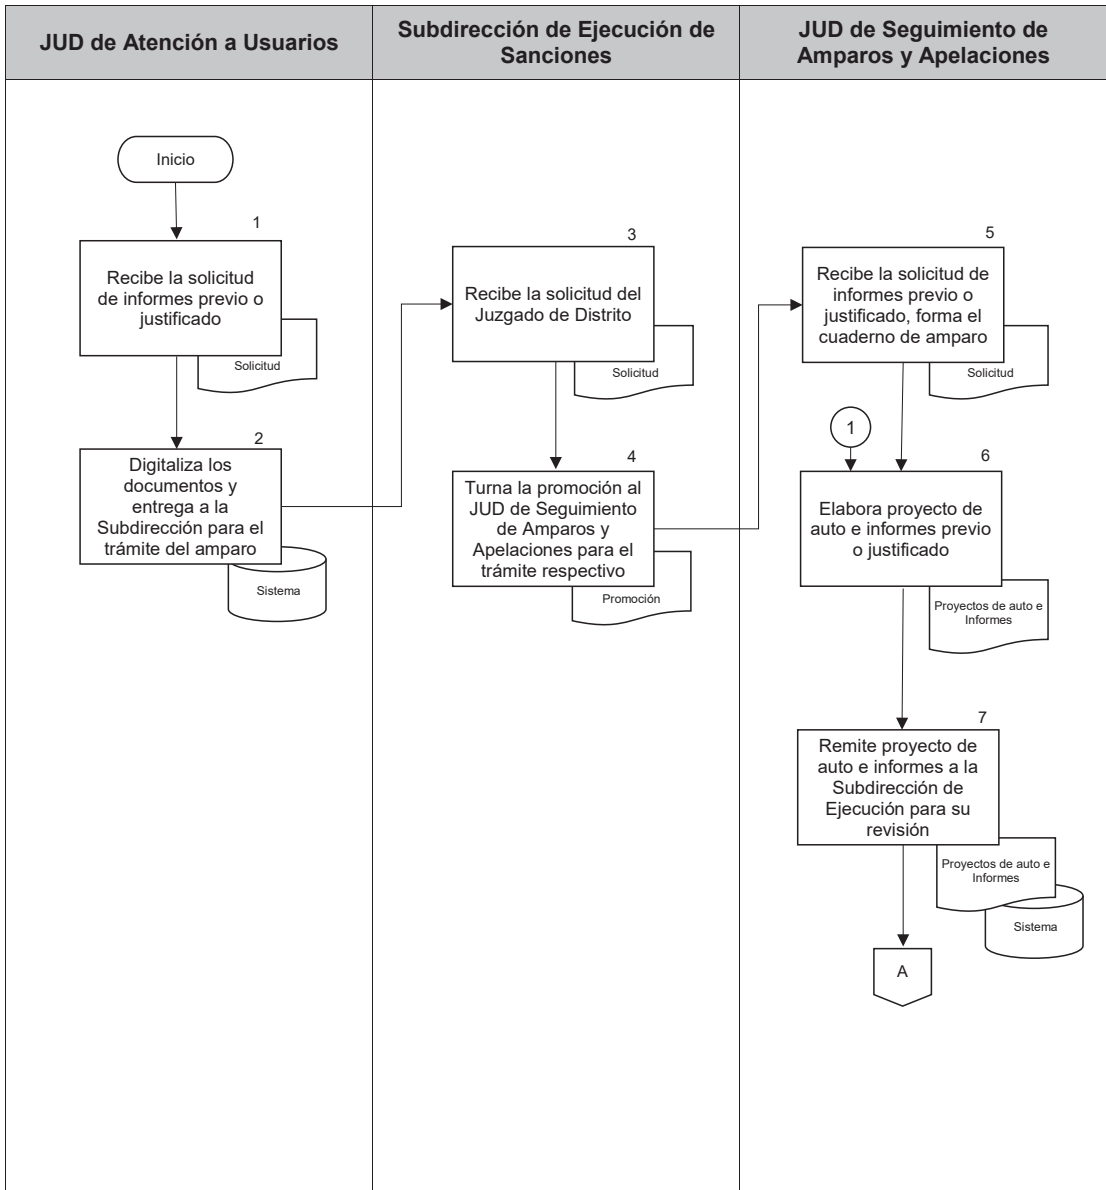 JUD de Atención a Usuarios
Subdirección de Ejecución de
Sanciones
JUD de Seguimiento de
Amparos y Apelaciones
Inicio
1
Recibe la solicitud
de informes previo o
justificado
Solicitud
2
Digitaliza los
documentos y
entrega a la
Subdirección para el
trámite del amparo
Sistema
3
Recibe la solicitud del
Juzgado de Distrito
Solicitud
4
Turna la promoción al
JUD de Seguimiento
de Amparos y
Apelaciones para el
trámite respectivo
Promoción
5
Recibe la solicitud de
informes previo o
justificado, forma el
cuaderno de amparo
Solicitud
1
6
Elabora proyecto de
auto e informes previo
o justificado
Proyectos de auto e
Informes
7
Remite proyecto de
auto e informes a la
Subdirección de
Ejecución para su
revisión
Proyectos de auto e
Informes
Sistema
A